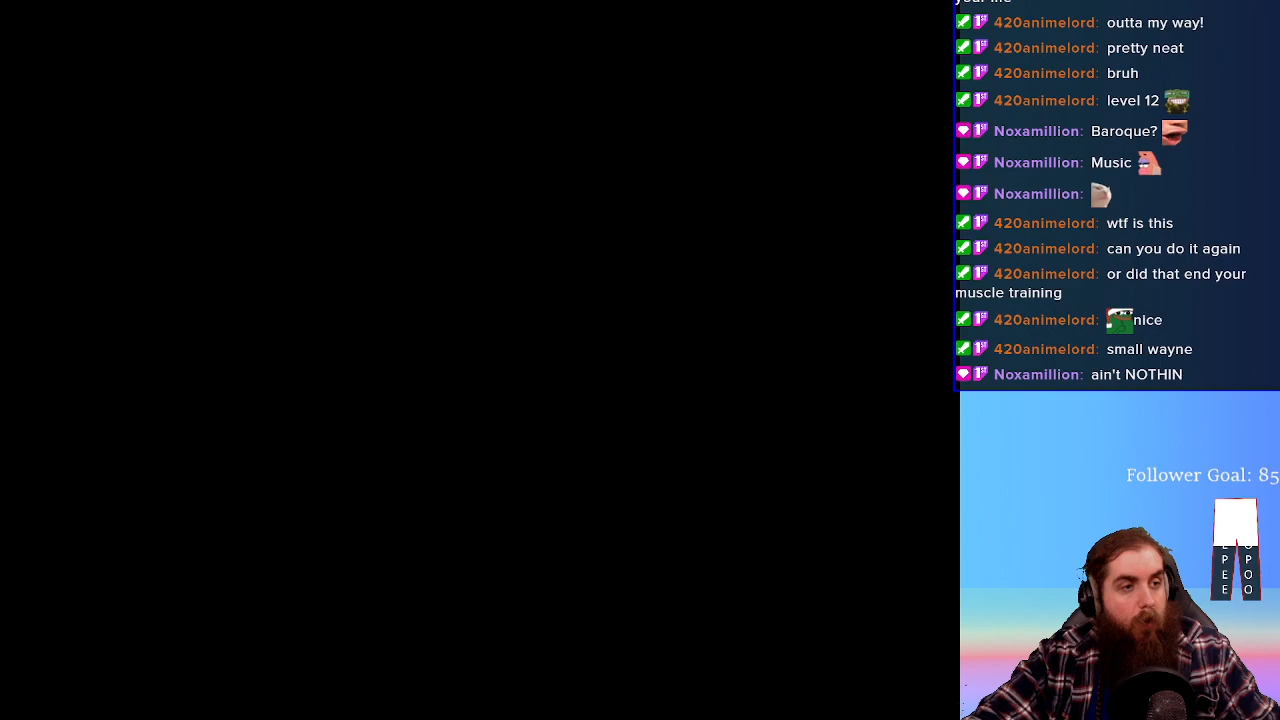 your life
420animelord: outta my way!
420animelord: pretty neat
420animelord: bruh
420animelord: level 12
Noxamillion: Baroque?
Noxamillion: Music
Noxamillion:
420animelord: wtf is this
420animelord: can you do it again
420animelord: or did that end your
muscle training
420animelord: nice
420animelord: small wayne
Noxamillion: ain't NOTHIN
Follower Goal: 85
P P
E O
E O